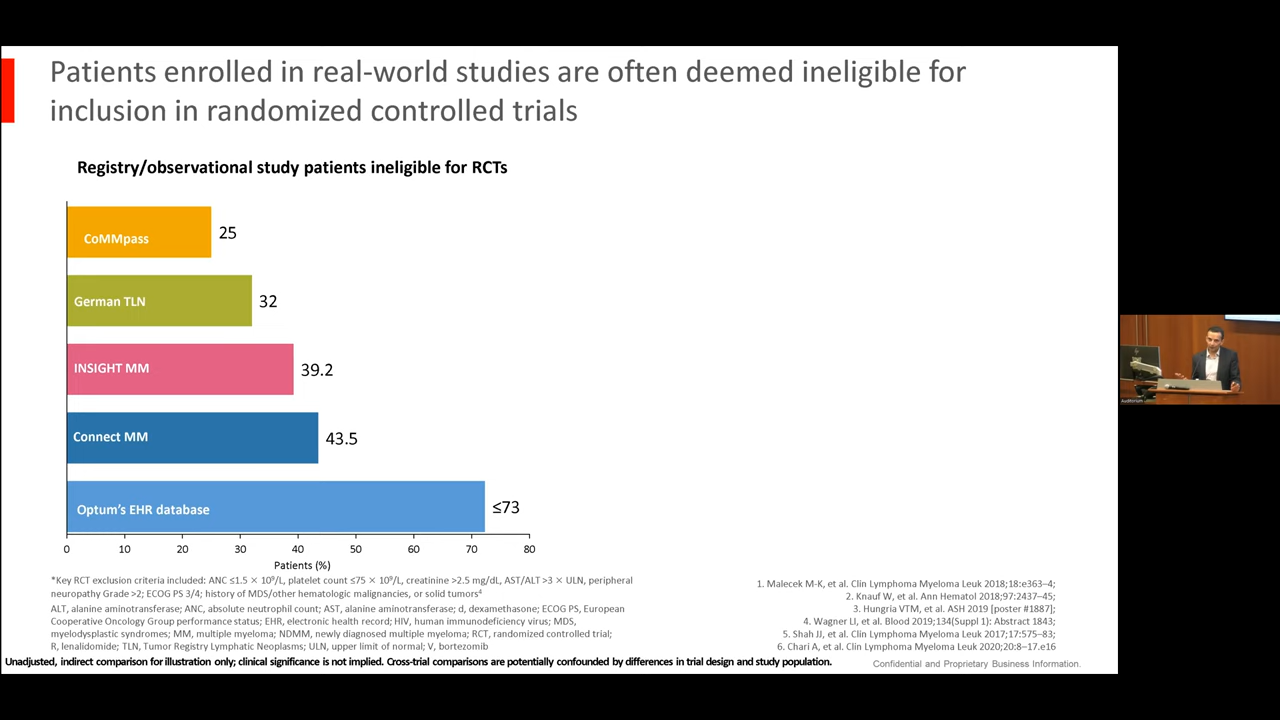 Patients enrolled in real-world studies are often deemed ineligible for
inclusion in randomized controlled trials
Registry/observational study patients ineligible for RCTs
CoMMpass
25
German TLN
32
INSIGHT MM
39.2
Connect MM
43.5
Optum's EHR database
≤73
0 10 20 30 40 50 60 70 80
Patients (%)
*Key RCT exclusion criteria included: ANC ≤1.5 × 10⁹/L, platelet count ≤75 × 10⁹/L, creatinine >2.5 mg/dL, AST/ALT >3 × ULN, peripheral
neuropathy Grade >2; ECOG PS 3/4; history of MDS/other hematologic malignancies, or solid tumors⁴
ALT, alanine aminotransferase; ANC, absolute neutrophil count; AST, alanine aminotransferase; d, dexamethasone; ECOG PS, European
Cooperative Oncology Group performance status; EHR, electronic health record; HIV, human immunodeficiency virus; MDS,
myelodysplastic syndromes; MM, multiple myeloma; NDMM, newly diagnosed multiple myeloma; RCT, randomized controlled trial;
R, lenalidomide; TLN, Tumor Registry Lymphatic Neoplasms; ULN, upper limit of normal; V, bortezomib
1. Malecek M-K, et al. Clin Lymphoma Myeloma Leuk 2018;18:e363–4;
2. Knauf W, et al. Ann Hematol 2018;97:2437–45;
3. Hungria VTM, et al. ASH 2019 [poster #1887];
4. Wagner LI, et al. Blood 2019;134(Suppl 1): Abstract 1843;
5. Shah JJ, et al. Clin Lymphoma Myeloma Leuk 2017;17:575–83;
6. Chari A, et al. Clin Lymphoma Myeloma Leuk 2020;20:8–17.e16
Unadjusted, indirect comparison for illustration only; clinical significance is not implied. Cross-trial comparisons are potentially confounded by differences in trial design and study population.
Confidential and Proprietary Business Information.
Auditorium